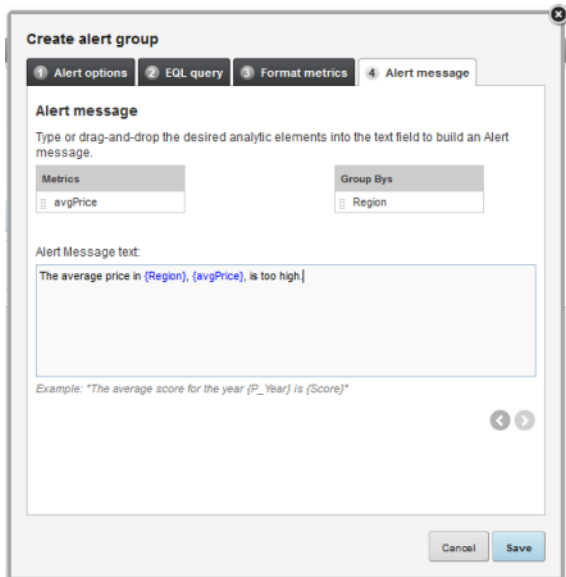 Create alert group
1 Alert options 2 EQL query 3 Format metrics 4 Alert message
Alert message
Type or drag-and-drop the desired analytic elements into the text field to build an Alert
message.
Metrics Group Bys
avgPrice Region
Alert Message text:
The average price in {Region}, {avgPrice}, is too high.
Example: "The average score for the year {P_Year} is {Score}"
Cancel Save